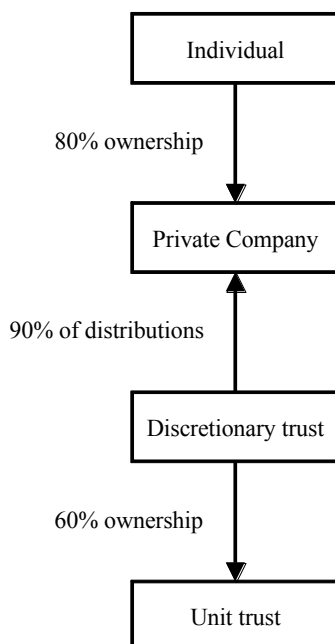 Individual
80% ownership
Private Company
90% of distributions
Discretionary trust
60% ownership
Unit trust